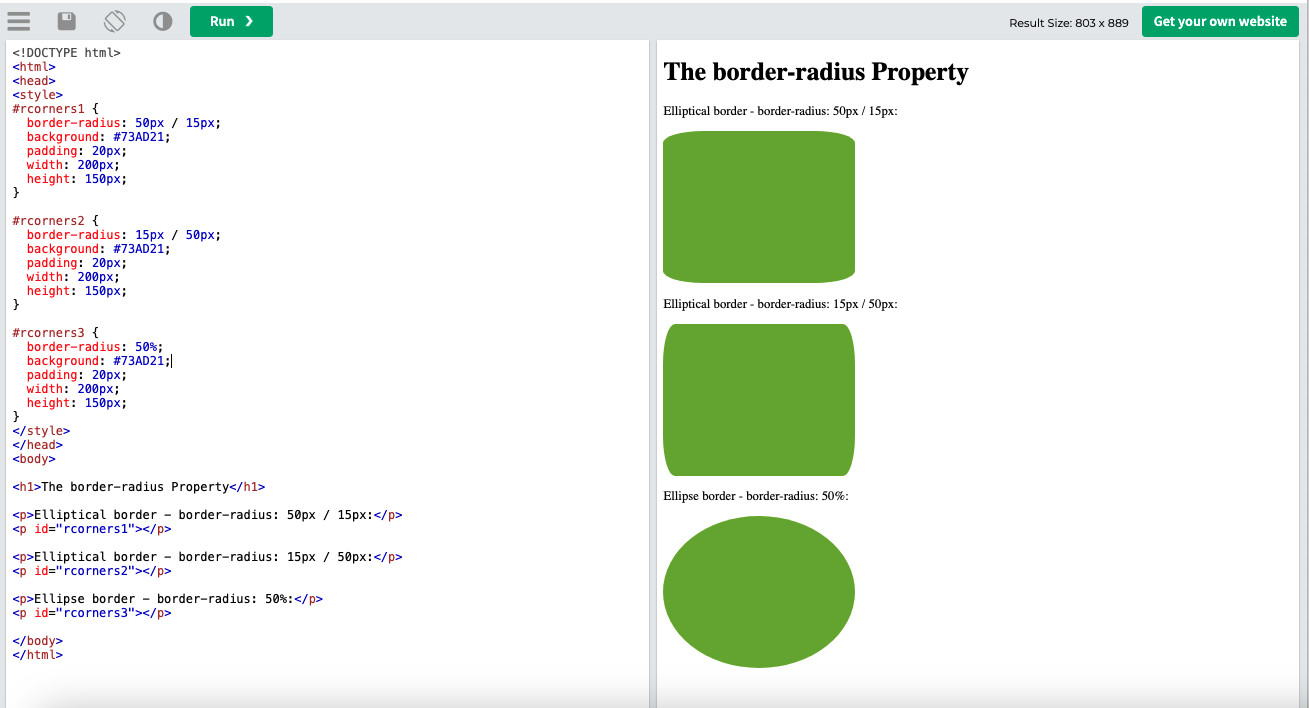 Run ❯
Result Size: 803 x 889
Get your own website
<!DOCTYPE html>
<html>
<head>
<style>
#rcorners1 {
  border-radius: 50px / 15px;
  background: #73AD21;
  padding: 20px;
  width: 200px;
  height: 150px;
}

#rcorners2 {
  border-radius: 15px / 50px;
  background: #73AD21;
  padding: 20px;
  width: 200px;
  height: 150px;
}

#rcorners3 {
  border-radius: 50%;
  background: #73AD21;
  padding: 20px;
  width: 200px;
  height: 150px;
}
</style>
</head>
<body>

<h1>The border-radius Property</h1>

<p>Elliptical border - border-radius: 50px / 15px:</p>
<p id="rcorners1"></p>

<p>Elliptical border - border-radius: 15px / 50px:</p>
<p id="rcorners2"></p>

<p>Ellipse border - border-radius: 50%:</p>
<p id="rcorners3"></p>

</body>
</html>
The border-radius Property
Elliptical border - border-radius: 50px / 15px:
Elliptical border - border-radius: 15px / 50px:
Ellipse border - border-radius: 50%: